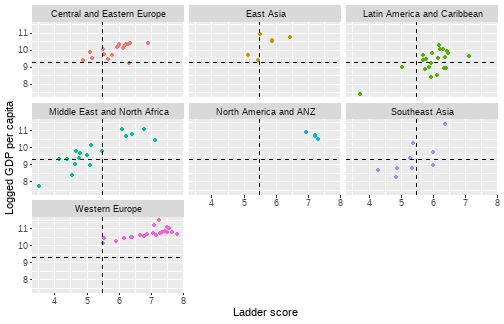 Central and Eastern Europe
East Asia
Latin America and Caribbean
11
10
9
8
Middle East and North Africa
North America and ANZ
Southeast Asia
11
10
9
8
4 5 6 7 8
4 5 6 7 8
Western Europe
11
10
9
8
4 5 6 7 8
Logged GDP per capita
Ladder score